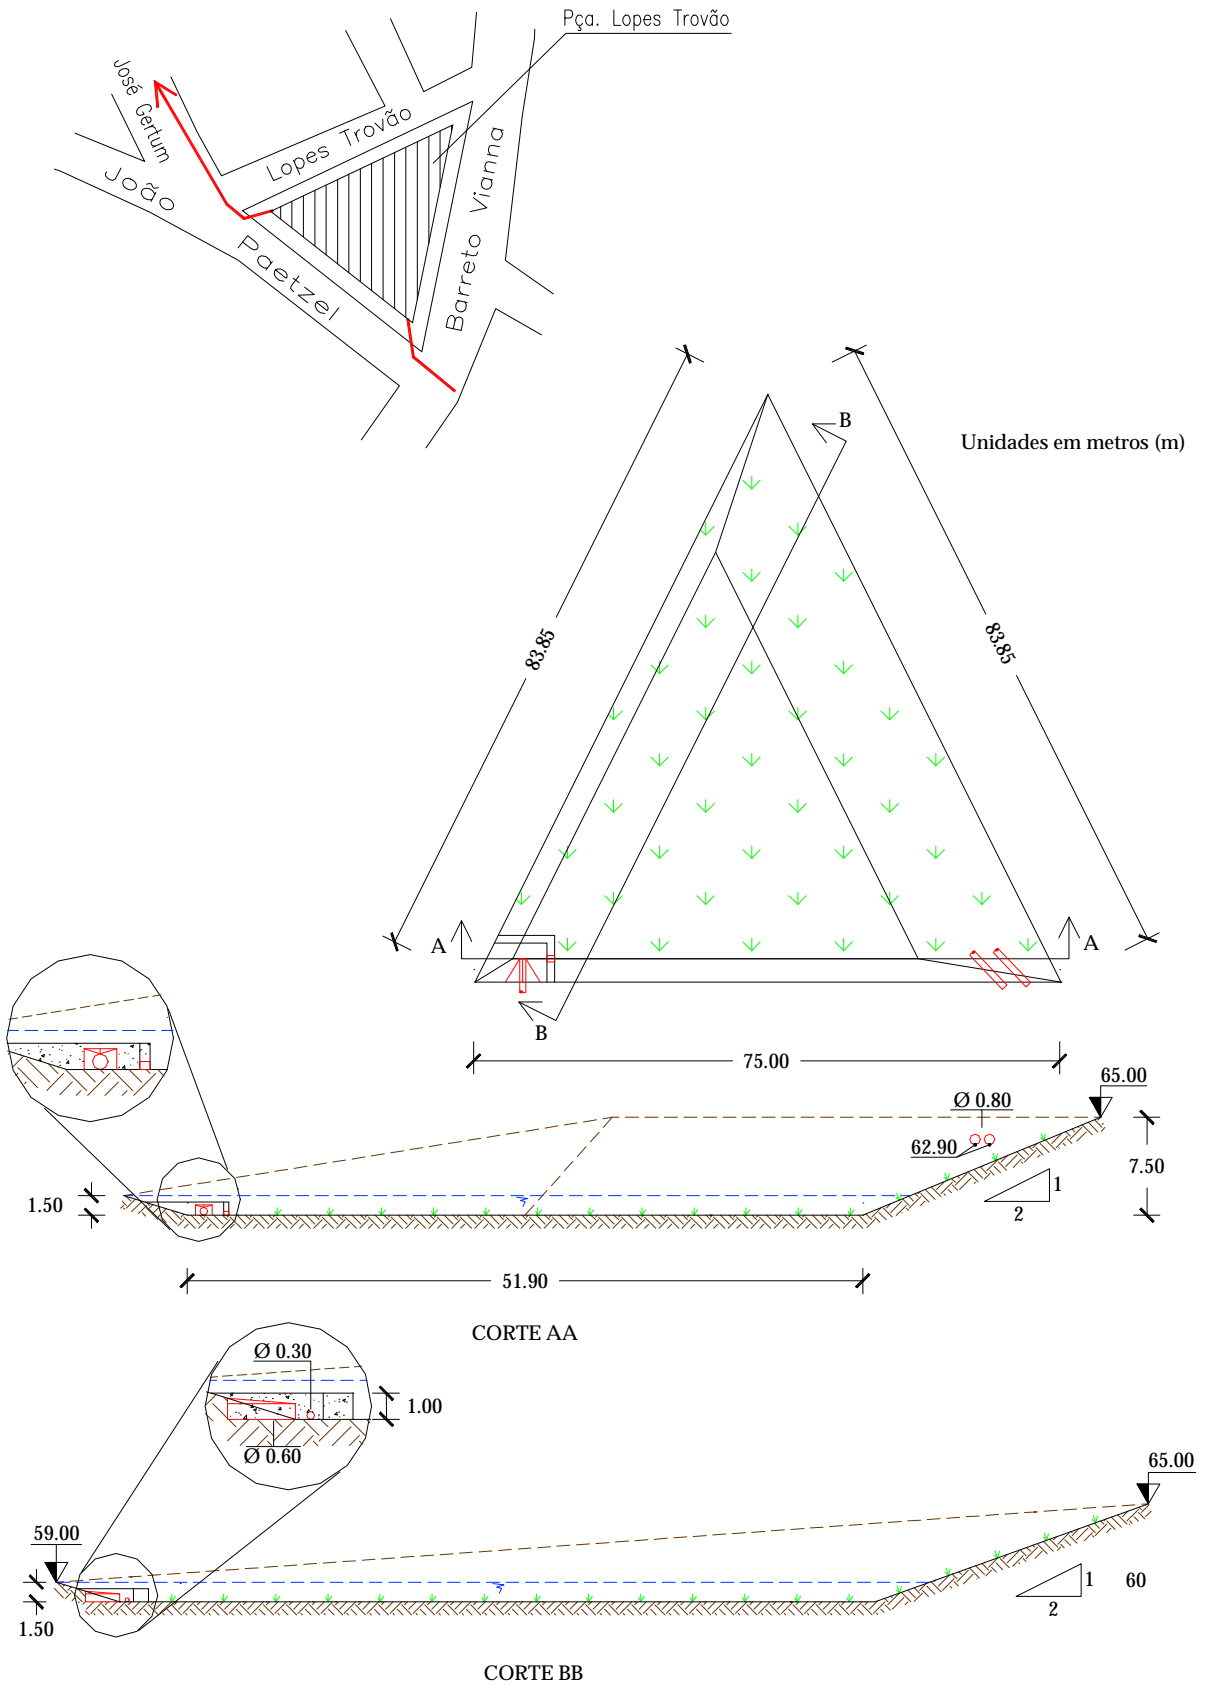 Pça. Lopes Trovão
José Gertum
Lopes Trovão
João
Paetzel
Barreto Vianna
Unidades em metros (m)
B
83.85
83.85
A
A
B
75.00
65.00
Ø 0.80
62.90
7.50
1.50
1
2
51.90
CORTE AA
Ø 0.30
1.00
Ø 0.60
65.00
59.00
1
60
2
1.50
CORTE BB